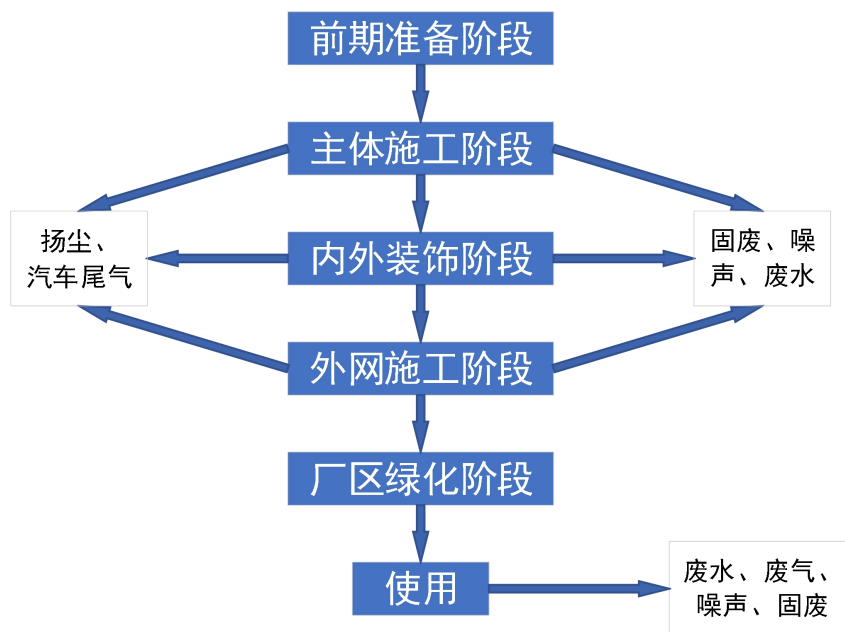 前期准备阶段
主体施工阶段
扬尘、
汽车尾气
内外装饰阶段
固废、噪
声、废水
外网施工阶段
厂区绿化阶段
使用
废水、废气、
噪声、固废